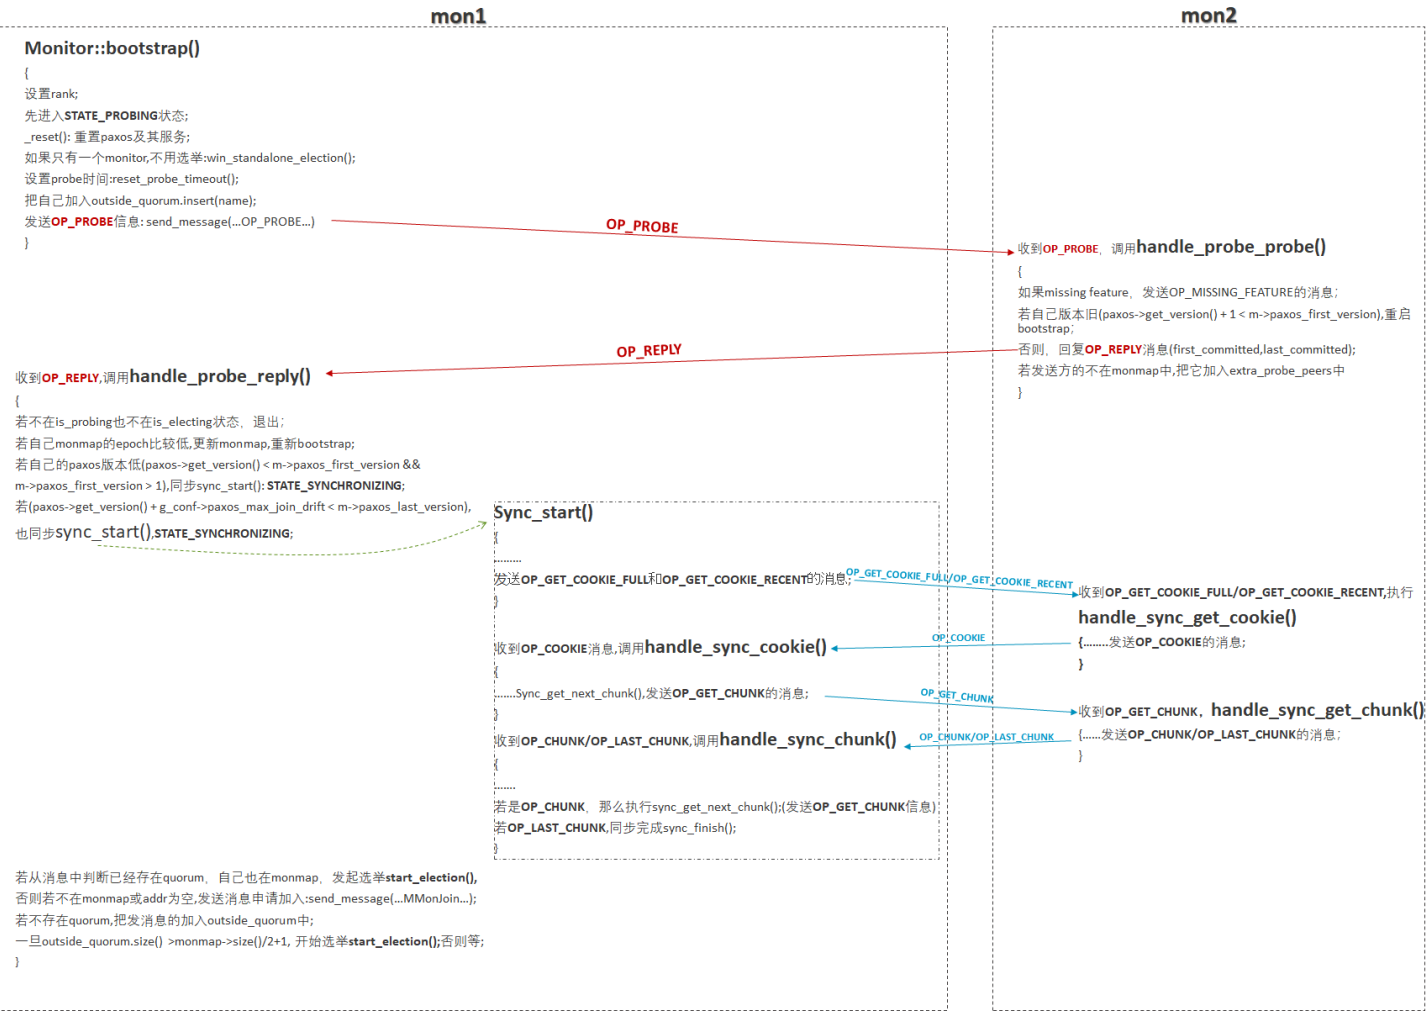 mon1
mon2
Monitor::bootstrap()
{
设置rank;
先进入STATE_PROBING状态;
_reset(): 重置paxos及其服务;
如果只有一个monitor,不用选举:win_standalone_election();
设置probe时间:reset_probe_timeout();
把自己加入outside_quorum.insert(name);
发送OP_PROBE信息: send_message(...OP_PROBE...)
}
OP_PROBE
收到OP_PROBE，调用handle_probe_probe()
{
如果missing feature，发送OP_MISSING_FEATURE的消息;
若自己版本旧(paxos->get_version() + 1 < m->paxos_first_version),重启
bootstrap;
否则，回复OP_REPLY消息(first_committed,last_committed);
若发送方的不在monmap中,把它加入extra_probe_peers中
}
OP_REPLY
收到OP_REPLY,调用handle_probe_reply()
{
若不在is_probing也不在is_electing状态，退出;
若自己monmap的epoch比较低,更新monmap,重新bootstrap;
若自己的paxos版本低(paxos->get_version() < m->paxos_first_version &&
m->paxos_first_version > 1),同步sync_start(): STATE_SYNCHRONIZING;
若(paxos->get_version() + g_conf->paxos_max_join_drift < m->paxos_last_version),
也同步sync_start(),STATE_SYNCHRONIZING;
Sync_start()
{
.........
发送OP_GET_COOKIE_FULL和OP_GET_COOKIE_RECENT的消息;
}
OP_GET_COOKIE_FULL/OP_GET_COOKIE_RECENT
收到OP_GET_COOKIE_FULL/OP_GET_COOKIE_RECENT,执行
handle_sync_get_cookie()
{........发送OP_COOKIE的消息;
}
OP_COOKIE
收到OP_COOKIE消息,调用handle_sync_cookie()
{
.......Sync_get_next_chunk(),发送OP_GET_CHUNK的消息;
}
OP_GET_CHUNK
收到OP_GET_CHUNK，handle_sync_get_chunk()
{......发送OP_CHUNK/OP_LAST_CHUNK的消息;
}
OP_CHUNK/OP_LAST_CHUNK
收到OP_CHUNK/OP_LAST_CHUNK,调用handle_sync_chunk()
{
.......
若是OP_CHUNK，那么执行sync_get_next_chunk();(发送OP_GET_CHUNK信息)
若OP_LAST_CHUNK,同步完成sync_finish();
}
若从消息中判断已经存在quorum，自己也在monmap，发起选举start_election(),
否则若不在monmap或addr为空,发送消息申请加入:send_message(...MMonJoin...);
若不存在quorum,把发消息的加入outside_quorum中;
一旦outside_quorum.size() >monmap->size()/2+1, 开始选举start_election();否则等;
}